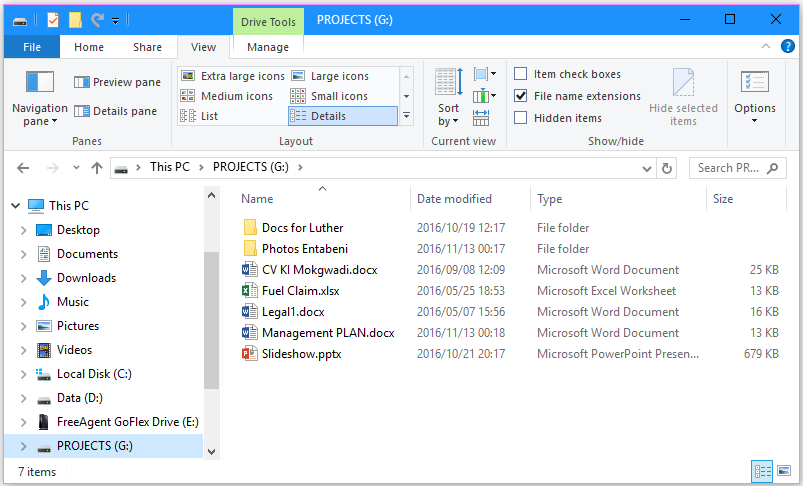 Drive Tools PROJECTS (G:)
File Home Share View Manage
Navigation pane
Preview pane
Details pane
Panes
Extra large icons Large icons
Medium icons Small icons
List Details
Layout
Sort by
Current view
Item check boxes
File name extensions
Hidden items
Hide selected items
Show/hide
Options
This PC PROJECTS (G:)
Search PR...
This PC
Desktop
Documents
Downloads
Music
Pictures
Videos
Local Disk (C:)
Data (D:)
FreeAgent GoFlex Drive (E:)
PROJECTS (G:)
Name Date modified Type Size
Docs for Luther 2016/10/19 12:17 File folder
Photos Entabeni 2016/11/13 00:17 File folder
CV KI Mokgwadi.docx 2016/09/08 12:09 Microsoft Word Document 25 KB
Fuel Claim.xlsx 2016/05/25 18:53 Microsoft Excel Worksheet 13 KB
Legal1.docx 2016/05/07 15:56 Microsoft Word Document 16 KB
Management PLAN.docx 2016/11/13 00:18 Microsoft Word Document 13 KB
Slideshow.pptx 2016/10/21 20:17 Microsoft PowerPoint Presen... 679 KB
7 items